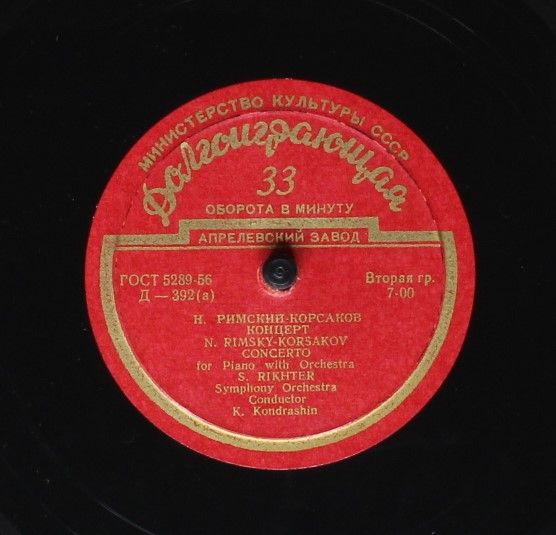 МИНИСТЕРСТВО КУЛЬТУРЫ СССР
Долгоиграющая
33
ОБОРОТА В МИНУТУ
АПРЕЛЕВСКИЙ ЗАВОД
ГОСТ 5289-56
Д — 392(а)
Вторая гр.
7-00
Н. РИМСКИЙ-КОРСАКОВ
КОНЦЕРТ
N. RIMSKY-KORSAKOV
CONCERTO
for Piano with Orchestra
S. RIKHTER
Symphony Orchestra
Conductor
K. Kondrashin